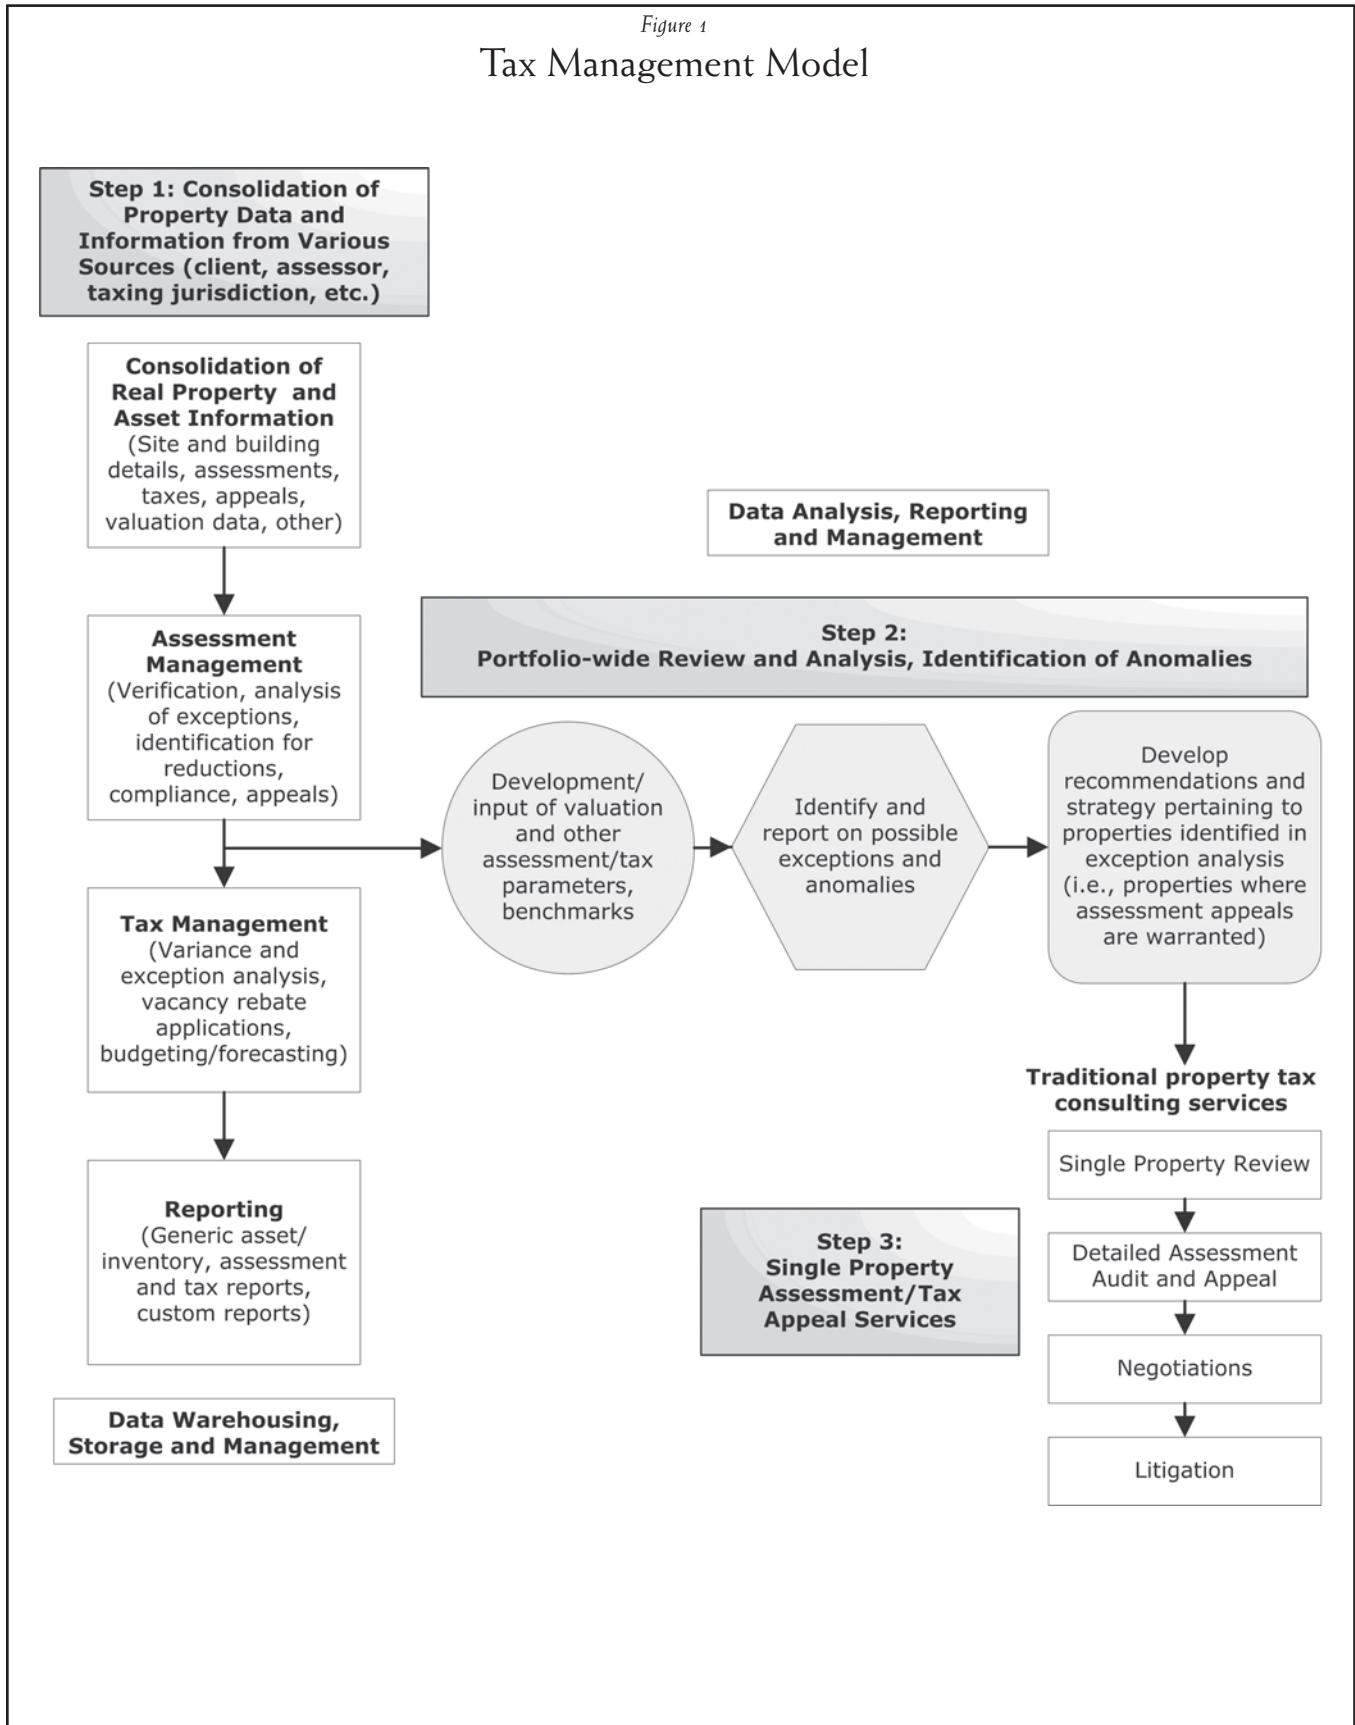 Figure 1
Tax Management Model
Step 1: Consolidation of
Property Data and
Information from Various
Sources (client, assessor,
taxing jurisdiction, etc.)
Consolidation of
Real Property and
Asset Information
(Site and building
details, assessments,
taxes, appeals,
valuation data, other)
Assessment
Management
(Verification, analysis
of exceptions,
identification for
reductions,
compliance, appeals)
Tax Management
(Variance and
exception analysis,
vacancy rebate
applications,
budgeting/forecasting)
Reporting
(Generic asset/
inventory, assessment
and tax reports,
custom reports)
Data Warehousing,
Storage and Management
Data Analysis, Reporting
and Management
Step 2:
Portfolio-wide Review and Analysis, Identification of Anomalies
Development/
input of valuation
and other
assessment/tax
parameters,
benchmarks
Identify and
report on possible
exceptions and
anomalies
Develop
recommendations and
strategy pertaining to
properties identified in
exception analysis
(i.e., properties where
assessment appeals
are warranted)
Traditional property tax
consulting services
Step 3:
Single Property
Assessment/Tax
Appeal Services
Single Property Review
Detailed Assessment
Audit and Appeal
Negotiations
Litigation